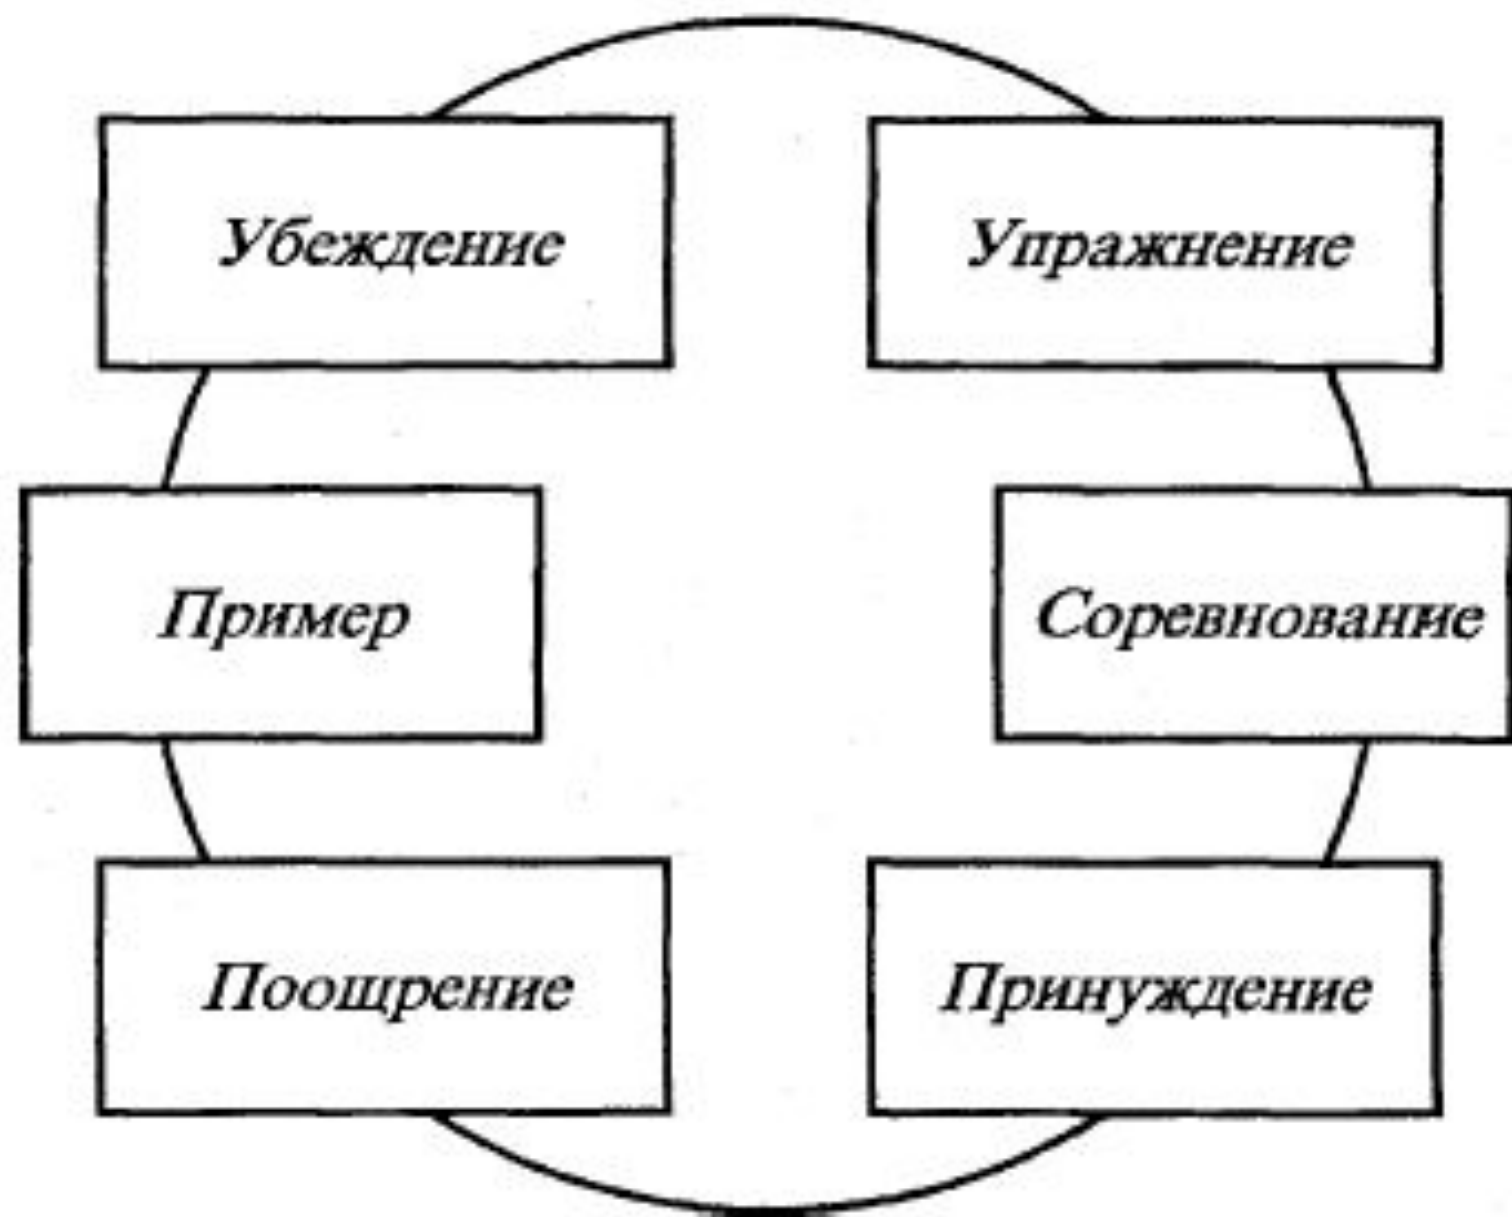 Убеждение
Упражнение
Пример
Соревнование
Поощрение
Принуждение